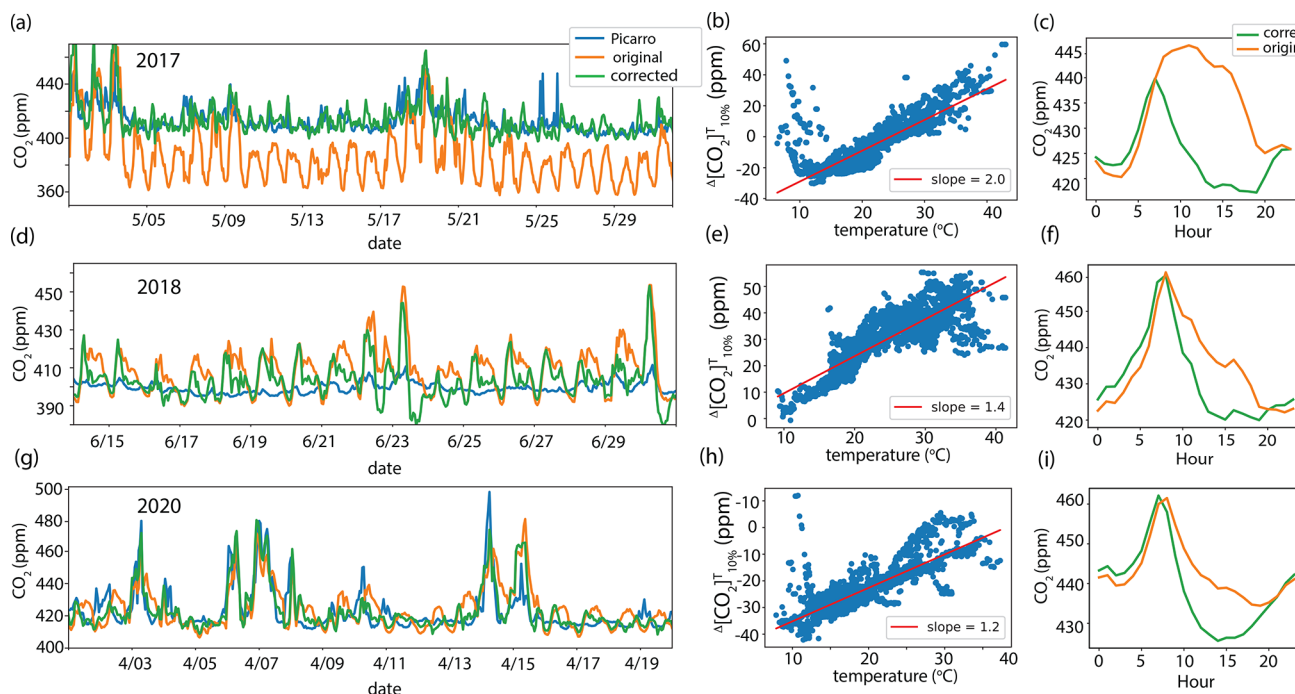 (a)
2017
Picarro
original
corrected
CO2 (ppm)
440
400
360
5/05 5/09 5/13 5/17 5/21 5/25 5/29
date
(b)
Δ[CO2]T10% (ppm)
60
40
20
0
-20
-40
slope = 2.0
10 20 30 40
temperature (°C)
(c)
CO2 (ppm)
445
440
435
430
425
420
0 5 10 15 20
Hour
(d)
2018
CO2 (ppm)
450
430
410
390
6/15 6/17 6/19 6/21 6/23 6/25 6/27 6/29
date
(e)
Δ[CO2]T10% (ppm)
50
40
30
20
10
0
slope = 1.4
10 20 30 40
temperature (°C)
(f)
CO2 (ppm)
460
450
440
430
420
0 5 10 15 20
Hour
(g)
2020
CO2 (ppm)
500
480
460
440
420
400
4/03 4/05 4/07 4/09 4/11 4/13 4/15 4/17 4/19
date
(h)
Δ[CO2]T10% (ppm)
-10
0
-10
-20
-30
-40
slope = 1.2
10 20 30 40
temperature (°C)
(i)
CO2 (ppm)
460
450
440
430
0 5 10 15 20
Hour